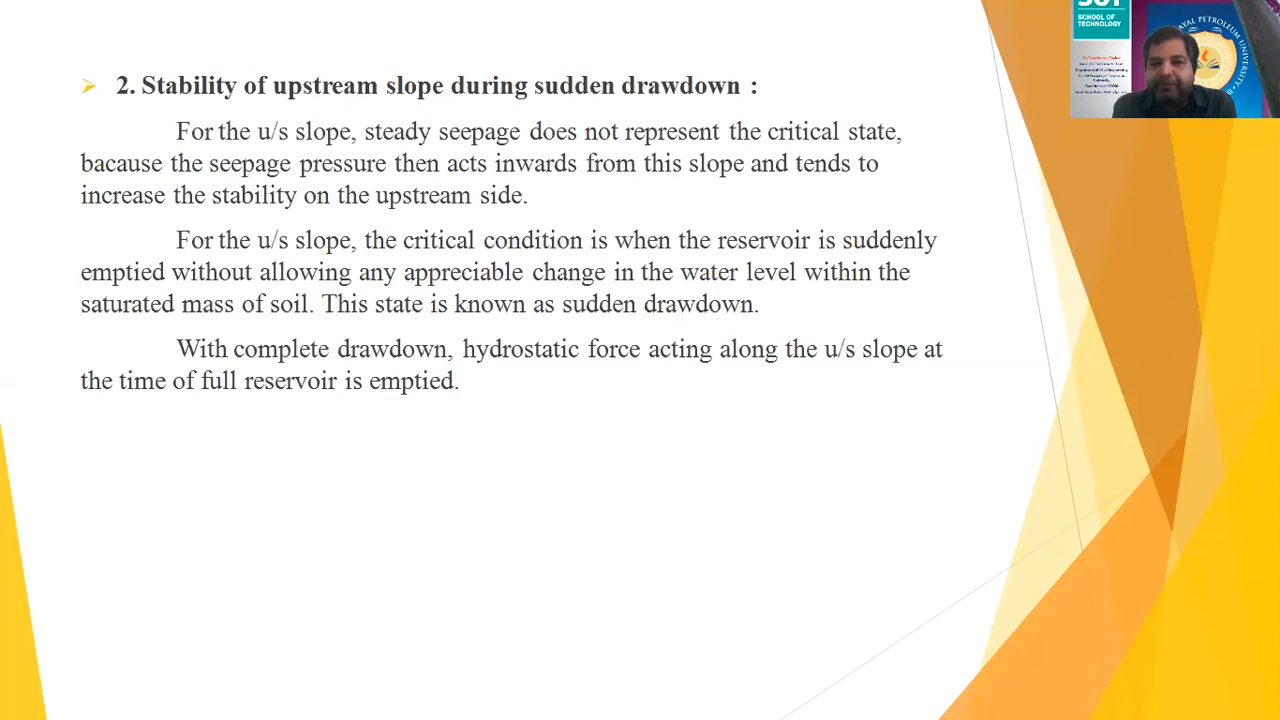 SCHOOL OF
TECHNOLOGY
AYAL PETROLEUM UNIVERSITY
2. Stability of upstream slope during sudden drawdown :
For the u/s slope, steady seepage does not represent the critical state,
bacause the seepage pressure then acts inwards from this slope and tends to
increase the stability on the upstream side.
For the u/s slope, the critical condition is when the reservoir is suddenly
emptied without allowing any appreciable change in the water level within the
saturated mass of soil. This state is known as sudden drawdown.
With complete drawdown, hydrostatic force acting along the u/s slope at
the time of full reservoir is emptied.